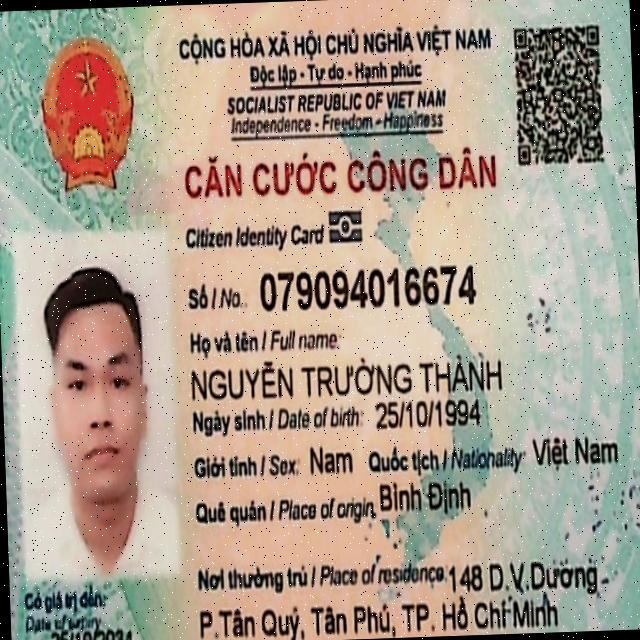 CỘNG HÒA XÃ HỘI CHỦ NGHĨA VIỆT NAM
Độc lập - Tự do - Hạnh phúc
SOCIALIST REPUBLIC OF VIET NAM
Independence - Freedom - Happiness
CĂN CƯỚC CÔNG DÂN
Citizen Identity Card
Số / No.: 079094016674
Họ và tên / Full name:
NGUYỄN TRƯỜNG THÀNH
Ngày sinh / Date of birth: 25/10/1994
Giới tính / Sex: Nam Quốc tịch / Nationality: Việt Nam
Quê quán / Place of origin: Bình Định
Nơi thường trú / Place of residence: 148 D.V.Dương
P.Tân Quý, Tân Phú, TP. Hồ Chí Minh
Có giá trị đến:
Date of expiry
25/10/2034